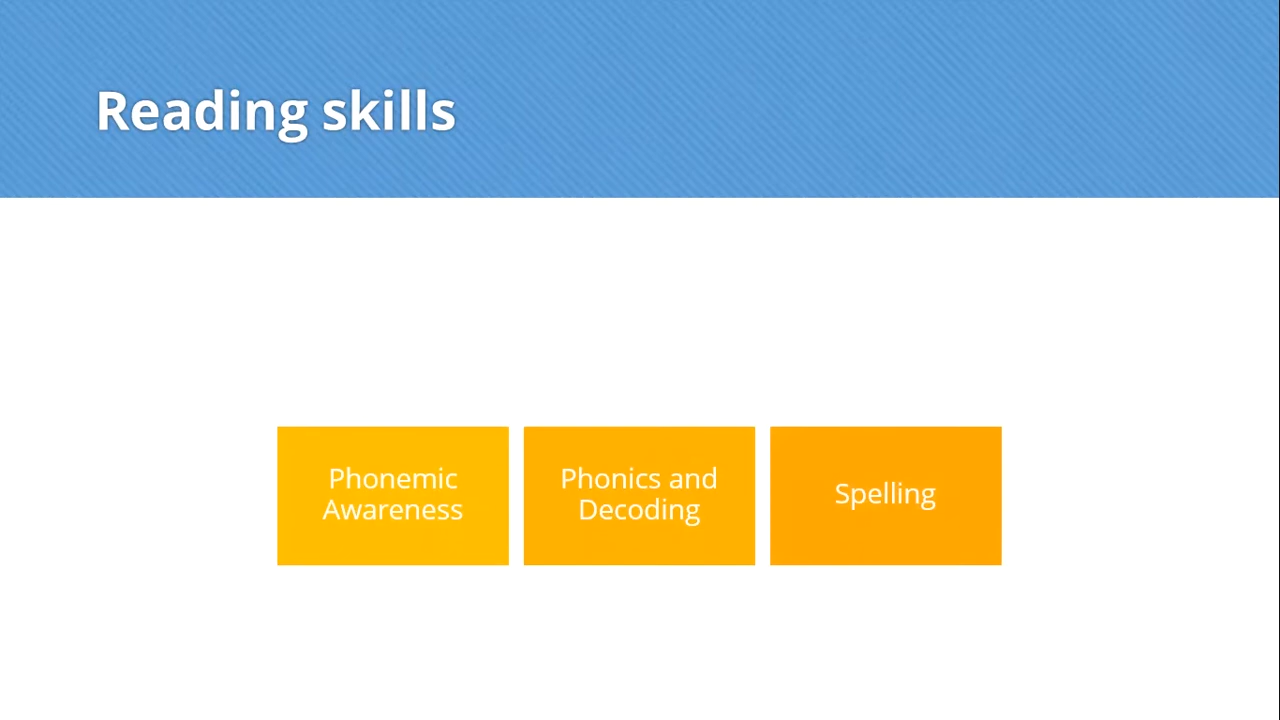 Reading skills
Phonemic
Awareness
Phonics and
Decoding
Spelling